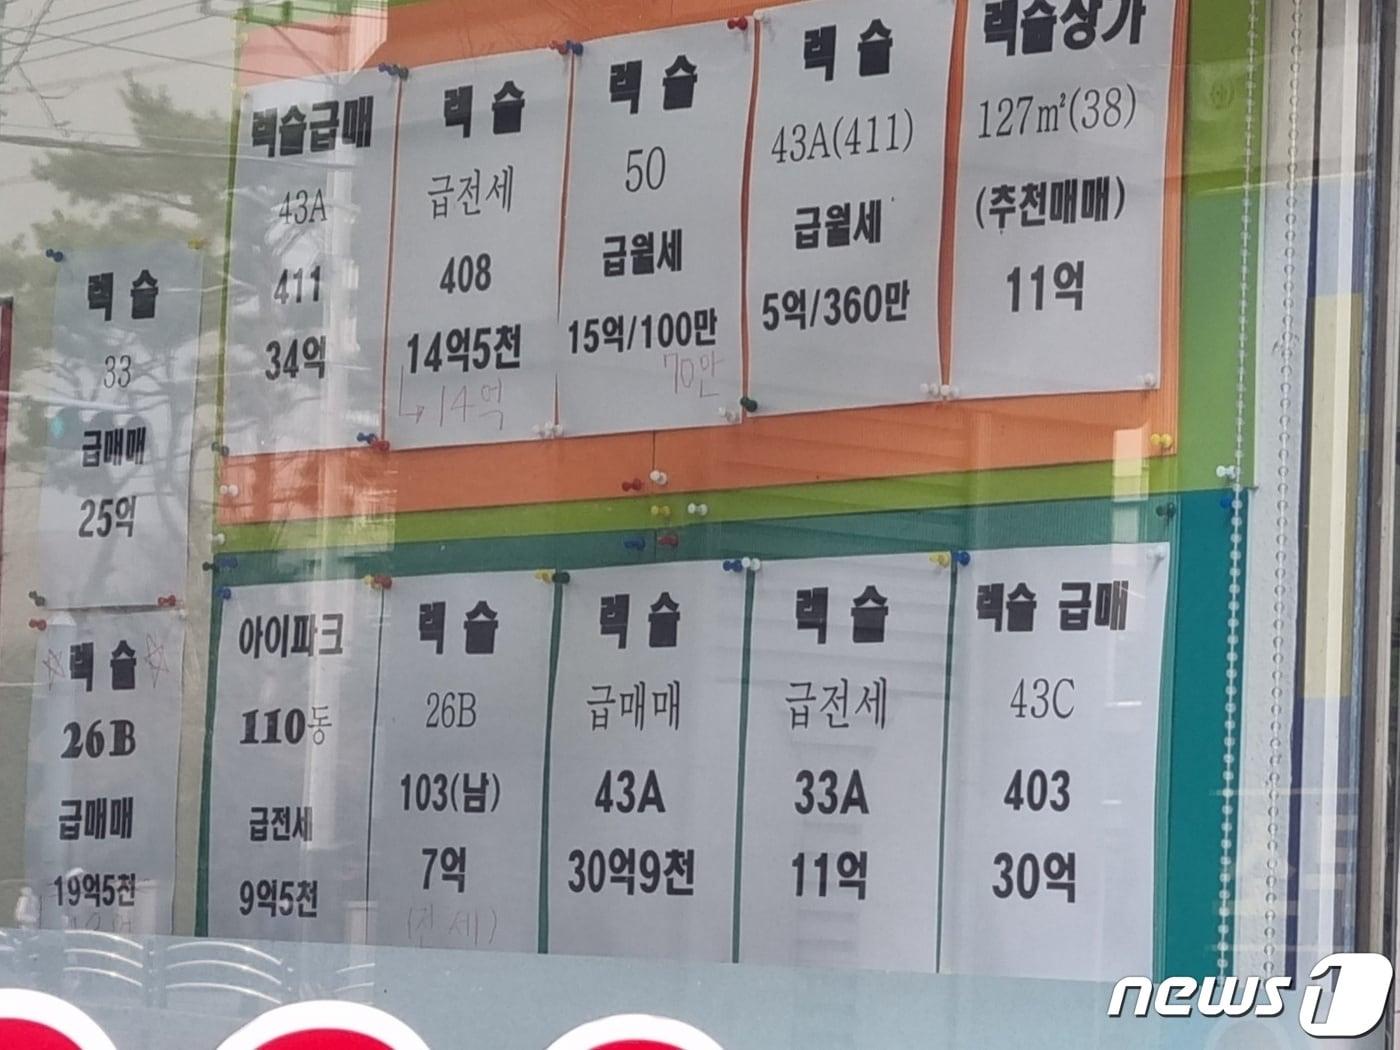 렉슬급매
43A
411
34억
렉 슬
급전세
408
14억5천
14억
렉 슬
50
급월세
15억/100만
70만
렉 슬
43A(411)
급월세
5억/360만
렉슬상가
127㎡(38)
(추천매매)
11억
렉 슬
33
급매매
25억
렉 슬
26B
급매매
19억5천
아이파크
110동
급전세
9억5천
렉 슬
26B
103(남)
7억
(전세)
렉 슬
급매매
43A
30억9천
렉 슬
급전세
33A
11억
렉슬 급매
43C
403
30억
news1